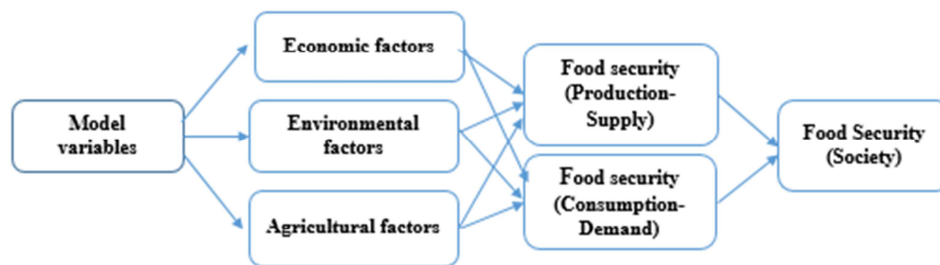 Model
variables
Economic factors
Environmental
factors
Agricultural factors
Food security
(Production-
Supply)
Food security
(Consumption-
Demand)
Food Security
(Society)